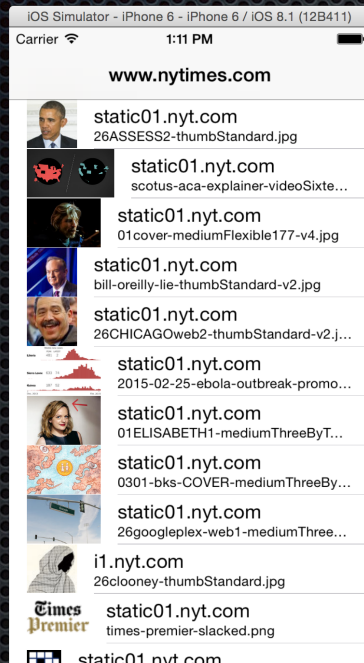 iOS Simulator - iPhone 6 - iPhone 6 / iOS 8.1 (12B411)
Carrier 1:11 PM
www.nytimes.com
static01.nyt.com
26ASSESS2-thumbStandard.jpg
static01.nyt.com
scotus-aca-explainer-videoSixte...
static01.nyt.com
01cover-mediumFlexible177-v4.jpg
static01.nyt.com
bill-oreilly-lie-thumbStandard-v2.jpg
static01.nyt.com
26CHICAGOweb2-thumbStandard-v2.j...
static01.nyt.com
2015-02-25-ebola-outbreak-promo...
static01.nyt.com
01ELISABETH1-mediumThreeByT...
static01.nyt.com
0301-bks-COVER-mediumThreeBy...
static01.nyt.com
26googleplex-web1-mediumThree...
i1.nyt.com
26clooney-thumbStandard.jpg
Times
Premier
static01.nyt.com
times-premier-slacked.png
static01.nyt.com